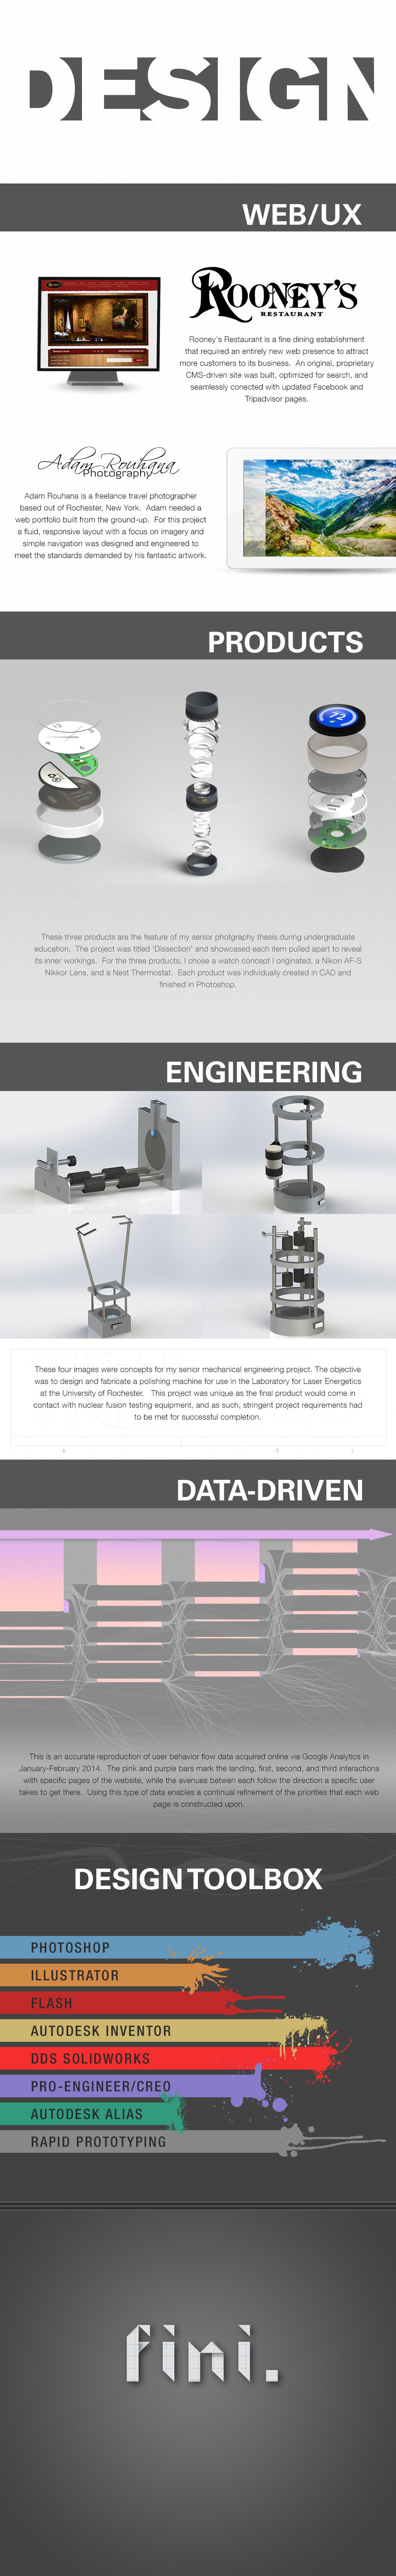 DESIGN
WEB/UX
ROONEY'S
RESTAURANT
Rooney's Restaurant is a fine dining establishment
that required an entirely new web presence to attract
more customers to its business. An original, proprietary
CMS-driven site was built, optimized for search, and
seamlessly conected with updated Facebook and
Tripadvisor pages.
Adam Rouhana
Photography
Adam Rouhana is a freelance travel photographer
based out of Rochester, New York. Adam needed a
web portfolio built from the ground-up. For this project
a fluid, responsive layout with a focus on imagery and
simple navigation was designed and engineered to
meet the standards demanded by his fantastic artwork.
PRODUCTS
12
72
These three products are the feature of my senior photgraphy thesis during undergraduate
education. The project was titled 'Dissection' and showcased each item pulled apart to reveal
its inner workings. For the three products, I chose a watch concept I originated, a Nikon AF-S
Nikkor Lens, and a Nest Thermostat. Each product was individually created in CAD and
finished in Photoshop.
ENGINEERING
These four images were concepts for my senior mechanical engineering project. The objective
was to design and fabricate a polishing machine for use in the Laboratory for Laser Energetics
at the University of Rochester. This project was unique as the final product would come in
contact with nuclear fusion testing equipment, and as such, stringent project requirements had
to be met for successful completion.
DATA-DRIVEN
This is an accurate reproduction of user behavior flow data acquired online via Google Analytics in
January-February 2014. The pink and purple bars mark the landing, first, second, and third interactions
with specific pages of the website, while the avenues betwen each follow the direction a specific user
takes to get there. Using this type of data enables a continual refinement of the priorities that each web
page is constructed upon.
DESIGN TOOLBOX
PHOTOSHOP
ILLUSTRATOR
FLASH
AUTODESK INVENTOR
DDS SOLIDWORKS
PRO-ENGINEER/CREO
AUTODESK ALIAS
RAPID PROTOTYPING
fini.